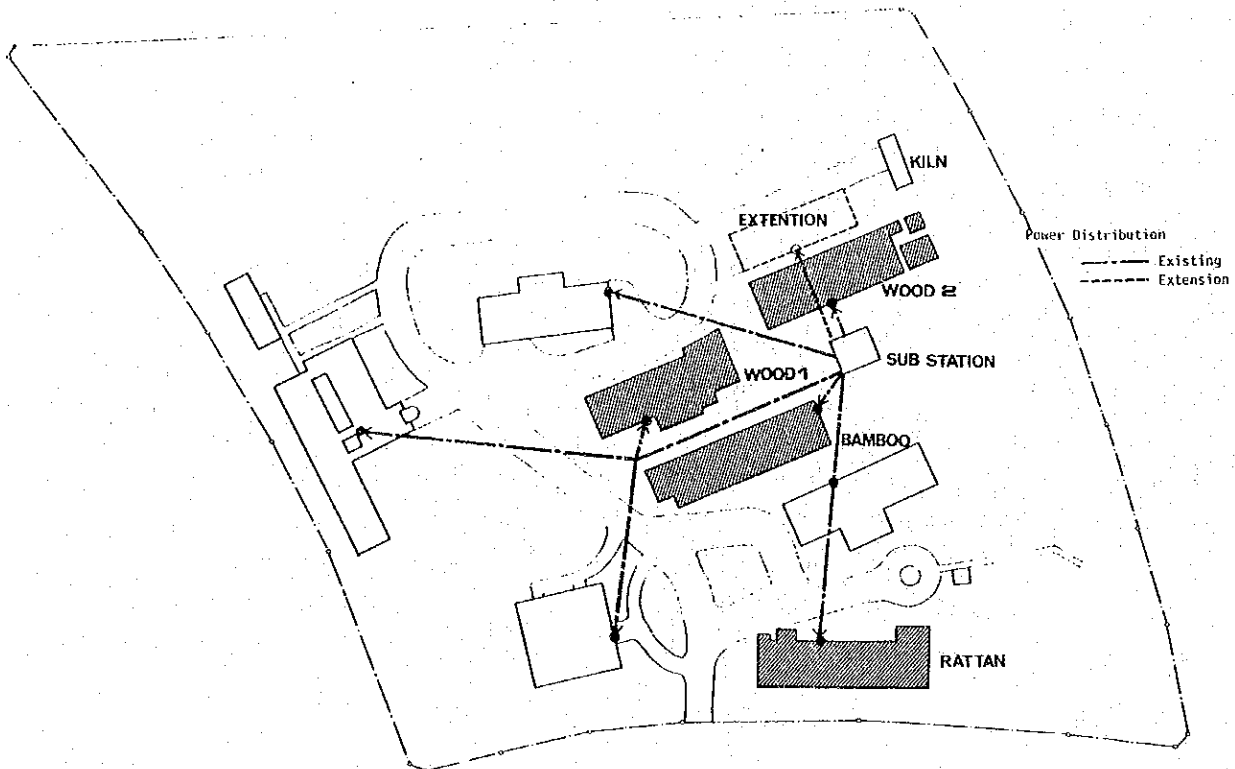 KILN
EXTENTION
Power Distribution
Existing
Extension
WOOD 2
SUB STATION
WOOD 1
BAMBOO
RATTAN